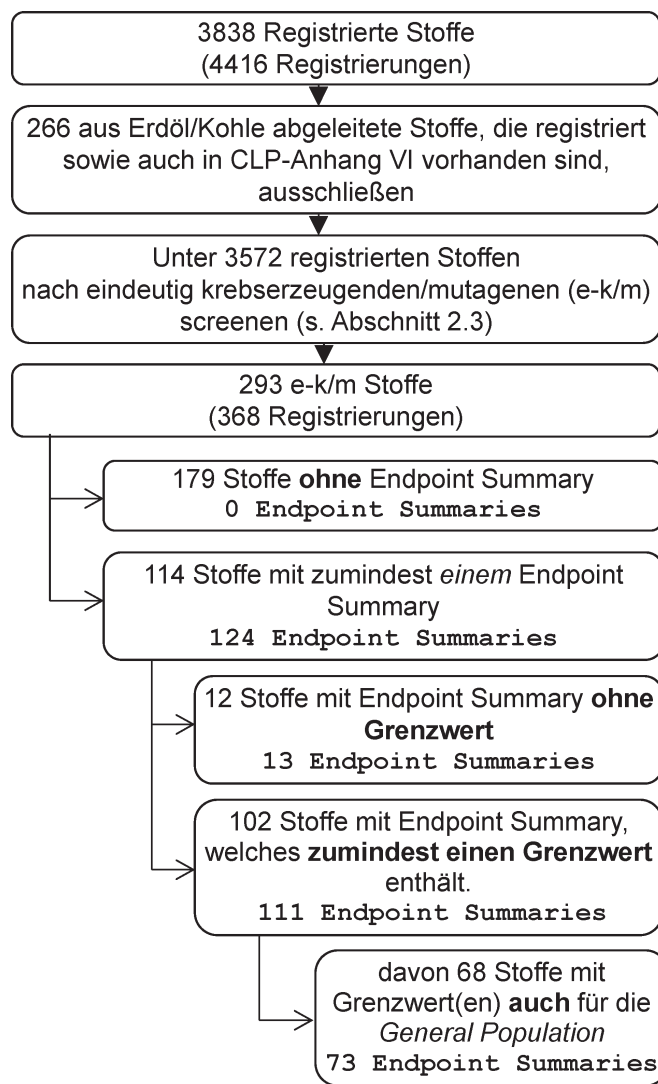 3838 Registrierte Stoffe
(4416 Registrierungen)
266 aus Erdöl/Kohle abgeleitete Stoffe, die registriert
sowie auch in CLP-Anhang VI vorhanden sind,
ausschließen
Unter 3572 registrierten Stoffen
nach eindeutig krebserzeugenden/mutagenen (e-k/m)
screenen (s. Abschnitt 2.3)
293 e-k/m Stoffe
(368 Registrierungen)
179 Stoffe ohne Endpoint Summary
0 Endpoint Summaries
114 Stoffe mit zumindest einem Endpoint
Summary
124 Endpoint Summaries
12 Stoffe mit Endpoint Summary ohne
Grenzwert
13 Endpoint Summaries
102 Stoffe mit Endpoint Summary,
welches zumindest einen Grenzwert
enthält.
111 Endpoint Summaries
davon 68 Stoffe mit
Grenzwert(en) auch für die
General Population
73 Endpoint Summaries